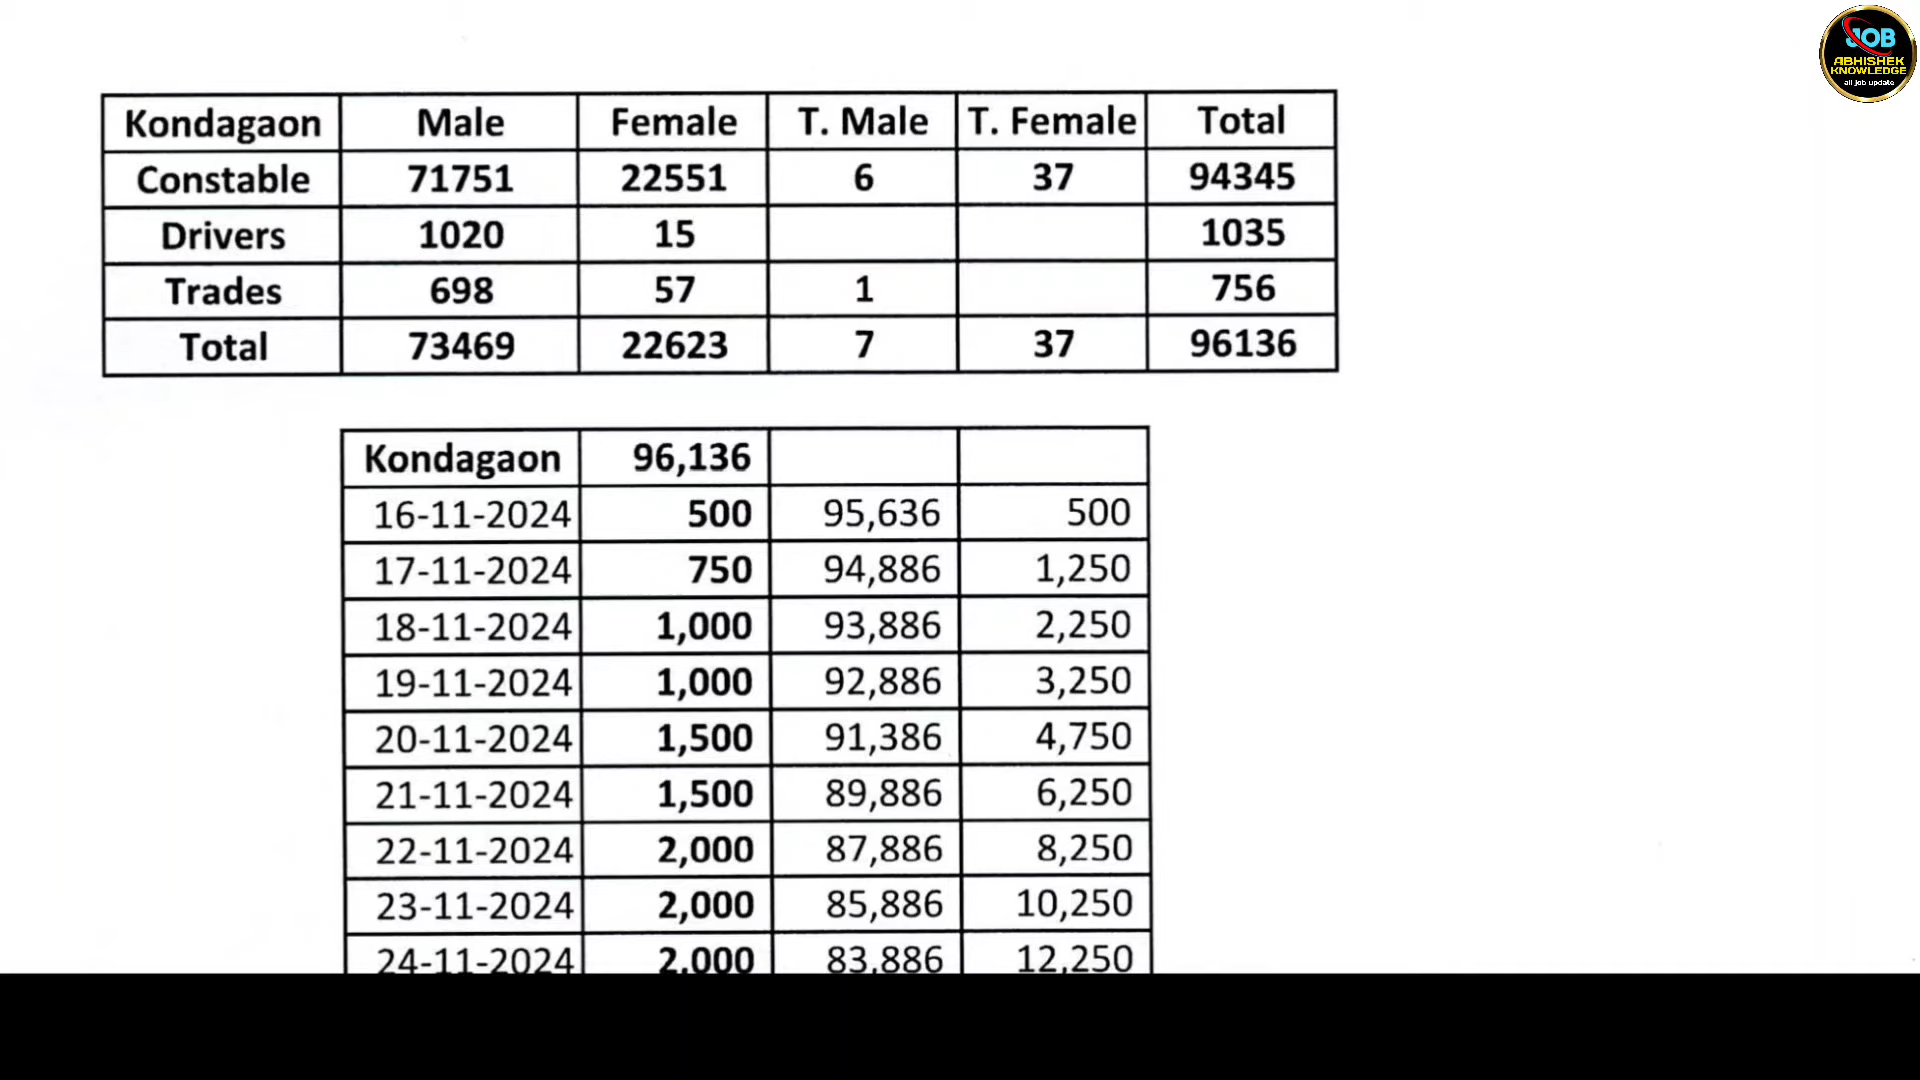 JOB
ABHISHEK
KNOWLEDGE
all job update
Kondagaon Male Female T. Male T. Female Total
Constable 71751 22551 6 37 94345
Drivers 1020 15 1035
Trades 698 57 1 756
Total 73469 22623 7 37 96136
Kondagaon 96,136
16-11-2024 500 95,636 500
17-11-2024 750 94,886 1,250
18-11-2024 1,000 93,886 2,250
19-11-2024 1,000 92,886 3,250
20-11-2024 1,500 91,386 4,750
21-11-2024 1,500 89,886 6,250
22-11-2024 2,000 87,886 8,250
23-11-2024 2,000 85,886 10,250
24-11-2024 2,000 83,886 12,250